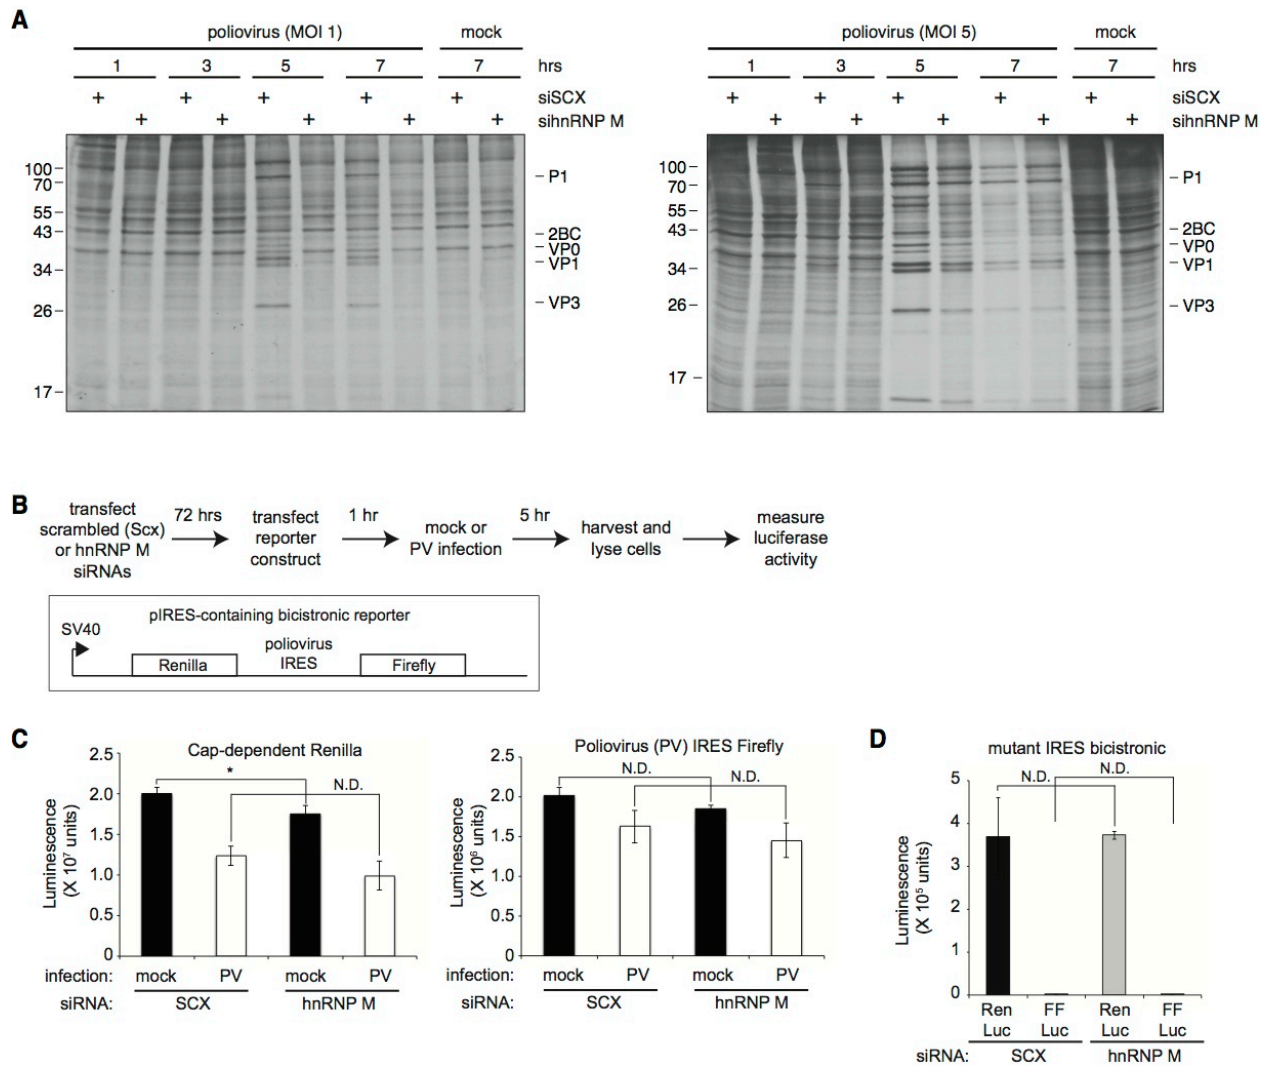 A
poliovirus (MOI 1) mock
1 3 5 7 7 hrs
+ + + + + siSCX
+ + + + + sihnRNP M
100
70
55
43
34
26
17
P1
2BC
VP0
VP1
VP3
poliovirus (MOI 5) mock
1 3 5 7 7 hrs
+ + + + + siSCX
+ + + + + sihnRNP M
100
70
55
43
34
26
17
P1
2BC
VP0
VP1
VP3
B
transfect
scrambled (Scx)
or hnRNP M
siRNAs
72 hrs
transfect
reporter
construct
1 hr
mock or
PV infection
5 hr
harvest and
lyse cells
measure
luciferase
activity
pIRES-containing bicistronic reporter
SV40
Renilla
poliovirus
IRES
Firefly
C
Cap-dependent Renilla
Luminescence
(X 10⁷ units)
2.5
2.0
1.5
1.0
0.5
0
*
N.D.
infection: mock PV mock PV
siRNA: SCX hnRNP M
Poliovirus (PV) IRES Firefly
Luminescence
(X 10⁶ units)
2.5
2.0
1.5
1.0
0.5
0
N.D.
N.D.
infection: mock PV mock PV
siRNA: SCX hnRNP M
D
mutant IRES bicistronic
Luminescence
(X 10⁵ units)
5
4
3
2
1
0
N.D.
N.D.
Ren FF Ren FF
Luc Luc Luc Luc
siRNA: SCX hnRNP M